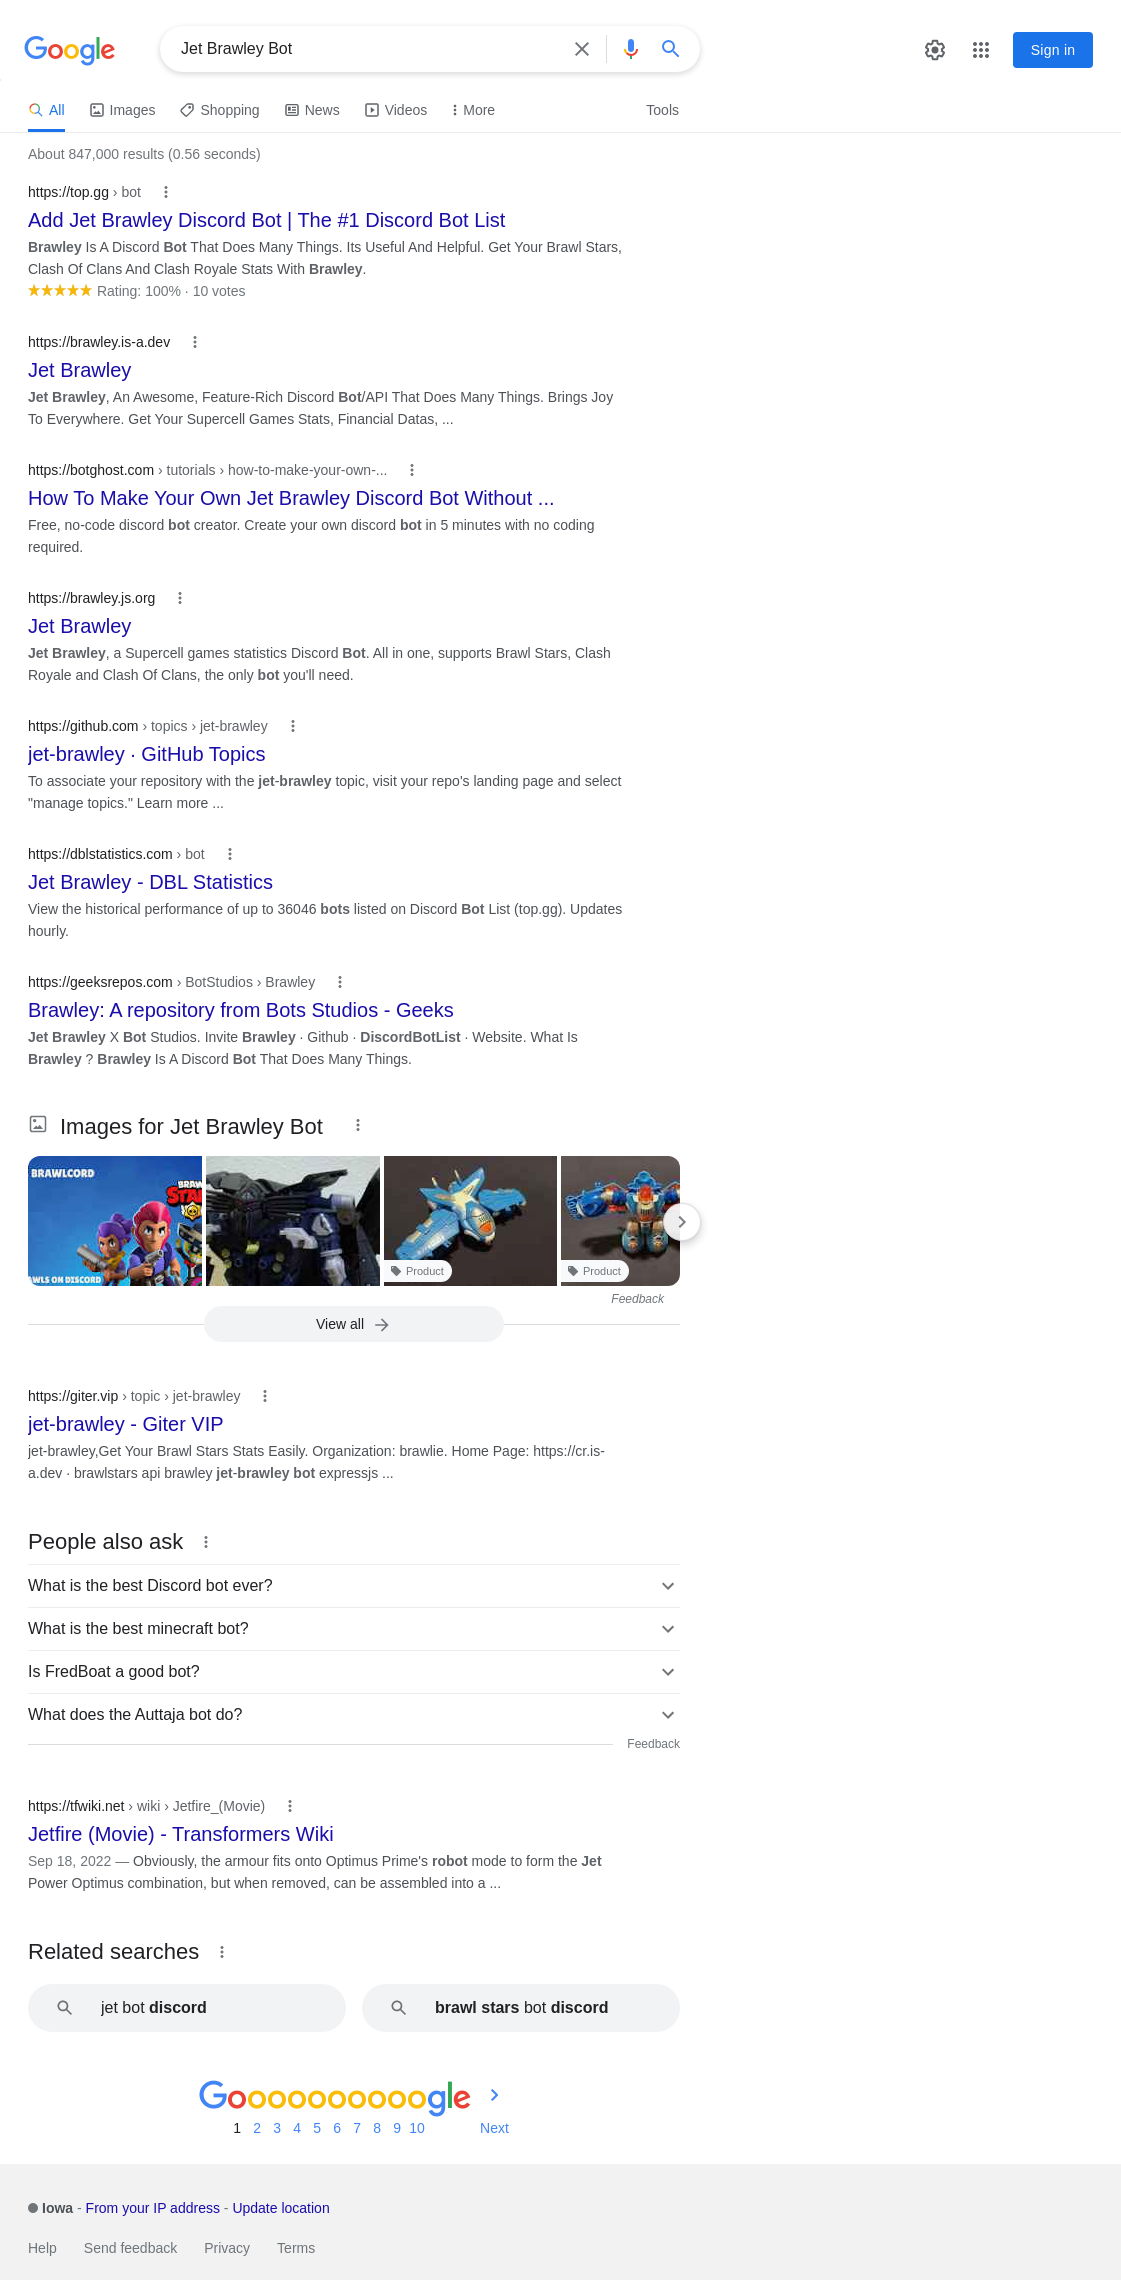 Google
Jet Brawley Bot
Sign in
All Images Shopping News Videos More Tools
About 847,000 results (0.56 seconds)
https://top.gg › bot
Add Jet Brawley Discord Bot | The #1 Discord Bot List
Brawley Is A Discord Bot That Does Many Things. Its Useful And Helpful. Get Your Brawl Stars,
Clash Of Clans And Clash Royale Stats With Brawley.
Rating: 100% · 10 votes
https://brawley.is-a.dev
Jet Brawley
Jet Brawley, An Awesome, Feature-Rich Discord Bot/API That Does Many Things. Brings Joy
To Everywhere. Get Your Supercell Games Stats, Financial Datas, ...
https://botghost.com › tutorials › how-to-make-your-own-...
How To Make Your Own Jet Brawley Discord Bot Without ...
Free, no-code discord bot creator. Create your own discord bot in 5 minutes with no coding
required.
https://brawley.js.org
Jet Brawley
Jet Brawley, a Supercell games statistics Discord Bot. All in one, supports Brawl Stars, Clash
Royale and Clash Of Clans, the only bot you'll need.
https://github.com › topics › jet-brawley
jet-brawley · GitHub Topics
To associate your repository with the jet-brawley topic, visit your repo's landing page and select
"manage topics." Learn more ...
https://dblstatistics.com › bot
Jet Brawley - DBL Statistics
View the historical performance of up to 36046 bots listed on Discord Bot List (top.gg). Updates
hourly.
https://geeksrepos.com › BotStudios › Brawley
Brawley: A repository from Bots Studios - Geeks
Jet Brawley X Bot Studios. Invite Brawley · Github · DiscordBotList · Website. What Is
Brawley ? Brawley Is A Discord Bot That Does Many Things.
Images for Jet Brawley Bot
BRAWLCORD
BRAW
STA
AWLS ON DISCORD
Product
Product
Feedback
View all
https://giter.vip › topic › jet-brawley
jet-brawley - Giter VIP
jet-brawley,Get Your Brawl Stars Stats Easily. Organization: brawlie. Home Page: https://cr.is-
a.dev · brawlstars api brawley jet-brawley bot expressjs ...
People also ask
What is the best Discord bot ever?
What is the best minecraft bot?
Is FredBoat a good bot?
What does the Auttaja bot do?
Feedback
https://tfwiki.net › wiki › Jetfire_(Movie)
Jetfire (Movie) - Transformers Wiki
Sep 18, 2022 — Obviously, the armour fits onto Optimus Prime's robot mode to form the Jet
Power Optimus combination, but when removed, can be assembled into a ...
Related searches
jet bot discord
brawl stars bot discord
Goooooooooogle
1 2 3 4 5 6 7 8 9 10 Next
Iowa - From your IP address - Update location
Help Send feedback Privacy Terms